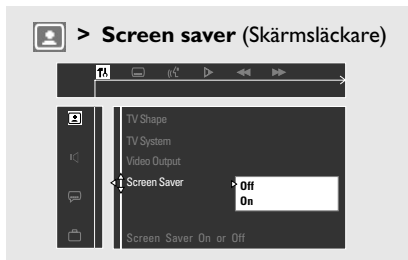 > Screen saver (Skärmsläckare)
TV Shape
TV System
Video Output
Screen Saver
Off
On
Screen Saver On or Off